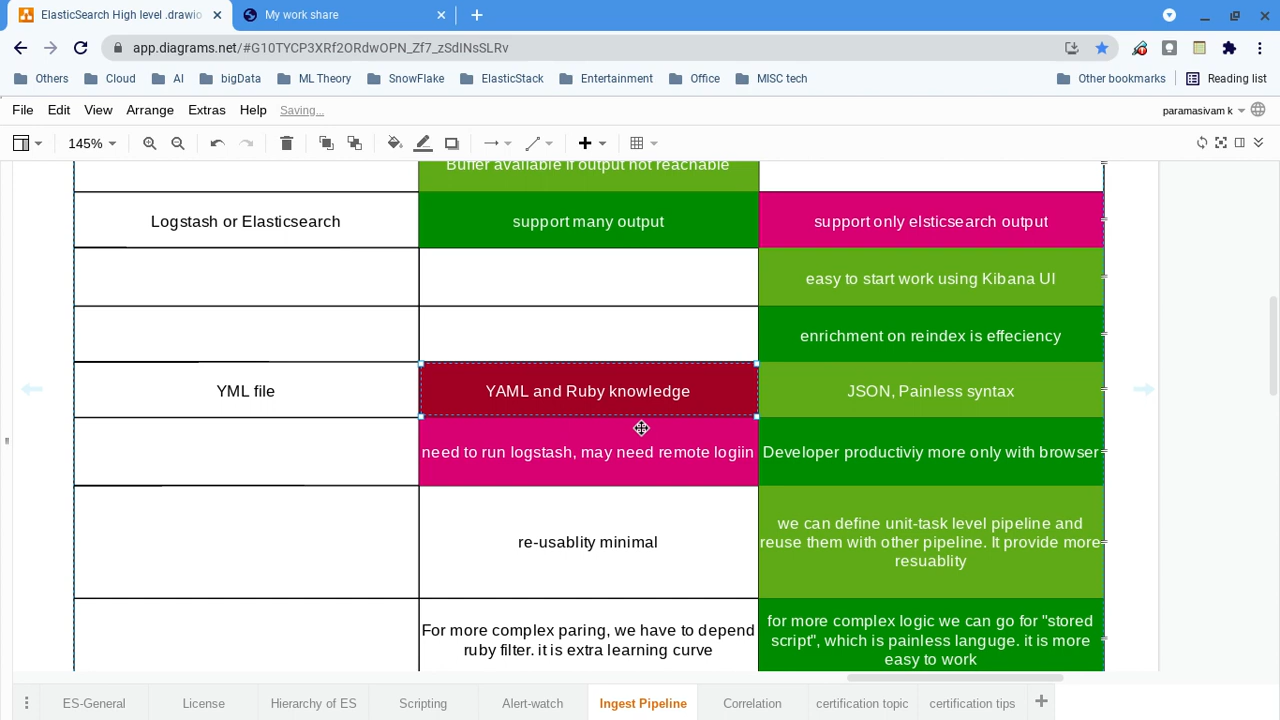 ElasticSearch High level .drawio
My work share
app.diagrams.net/#G10TYCP3XRf2ORdwOPN_Zf7_zSdINsSLRv
Others Cloud AI bigData ML Theory SnowFlake ElasticStack Entertainment Office MISC tech Other bookmarks Reading list
File Edit View Arrange Extras Help Saving... paramasivam k
145%
Buffer available if output not reachable
Logstash or Elasticsearch support many output support only elsticsearch output
easy to start work using Kibana UI
enrichment on reindex is effeciency
YML file YAML and Ruby knowledge JSON, Painless syntax
need to run logstash, may need remote logiin Developer productiviy more only with browser
re-usablity minimal
we can define unit-task level pipeline and
reuse them with other pipeline. It provide more
resuablity
For more complex paring, we have to depend
ruby filter. it is extra learning curve
for more complex logic we can go for "stored
script", which is painless languge. it is more
easy to work
ES-General License Hierarchy of ES Scripting Alert-watch Ingest Pipeline Correlation certification topic certification tips